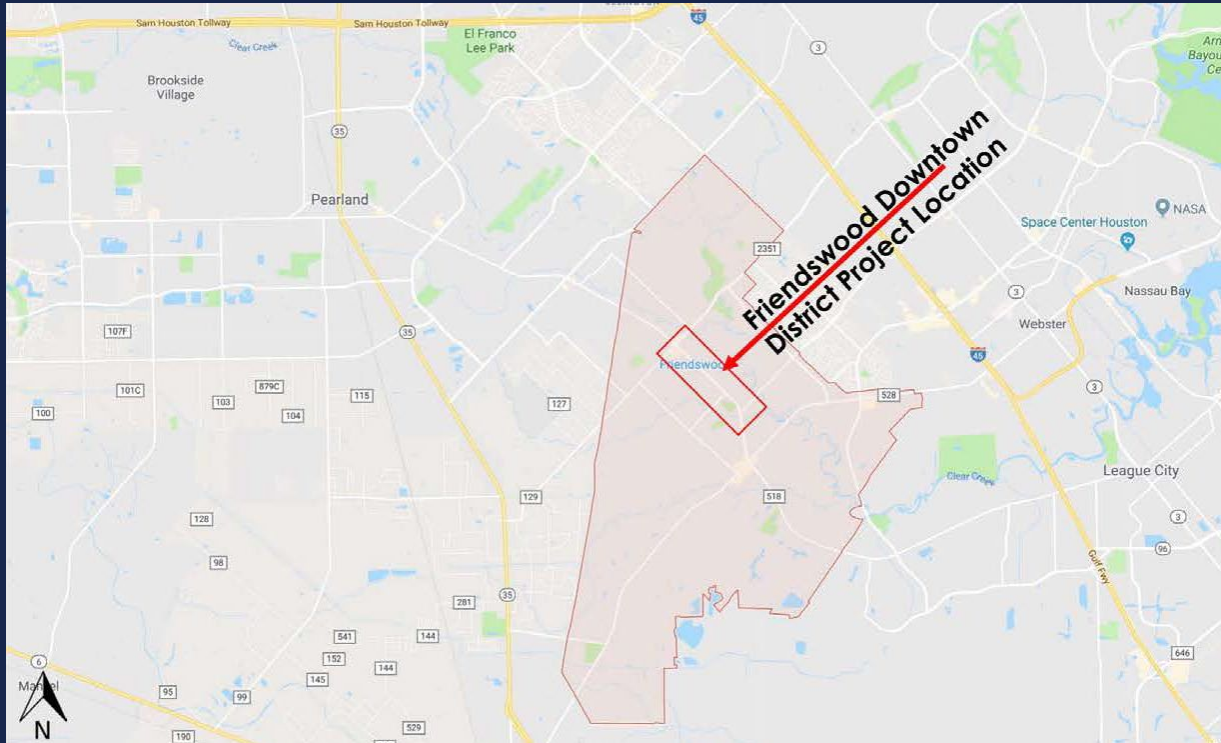 Sam Houston Tollway
Sam Houston Tollway
45
Clear Creek
El Franco
Lee Park
3
Brookside
Village
35
Pearland
Friendswood Downtown
District Project Location
NASA
Space Center Houston
2351
3
Nassau Bay
Webster
107F
35
45
Friendswoo
3
101C
879C
115
528
100
103
104
127
Clear Creek
League City
129
518
3
128
96
98
Gulf Fwy
281
35
541
144
646
152
144
6
145
95
99
529
190
N